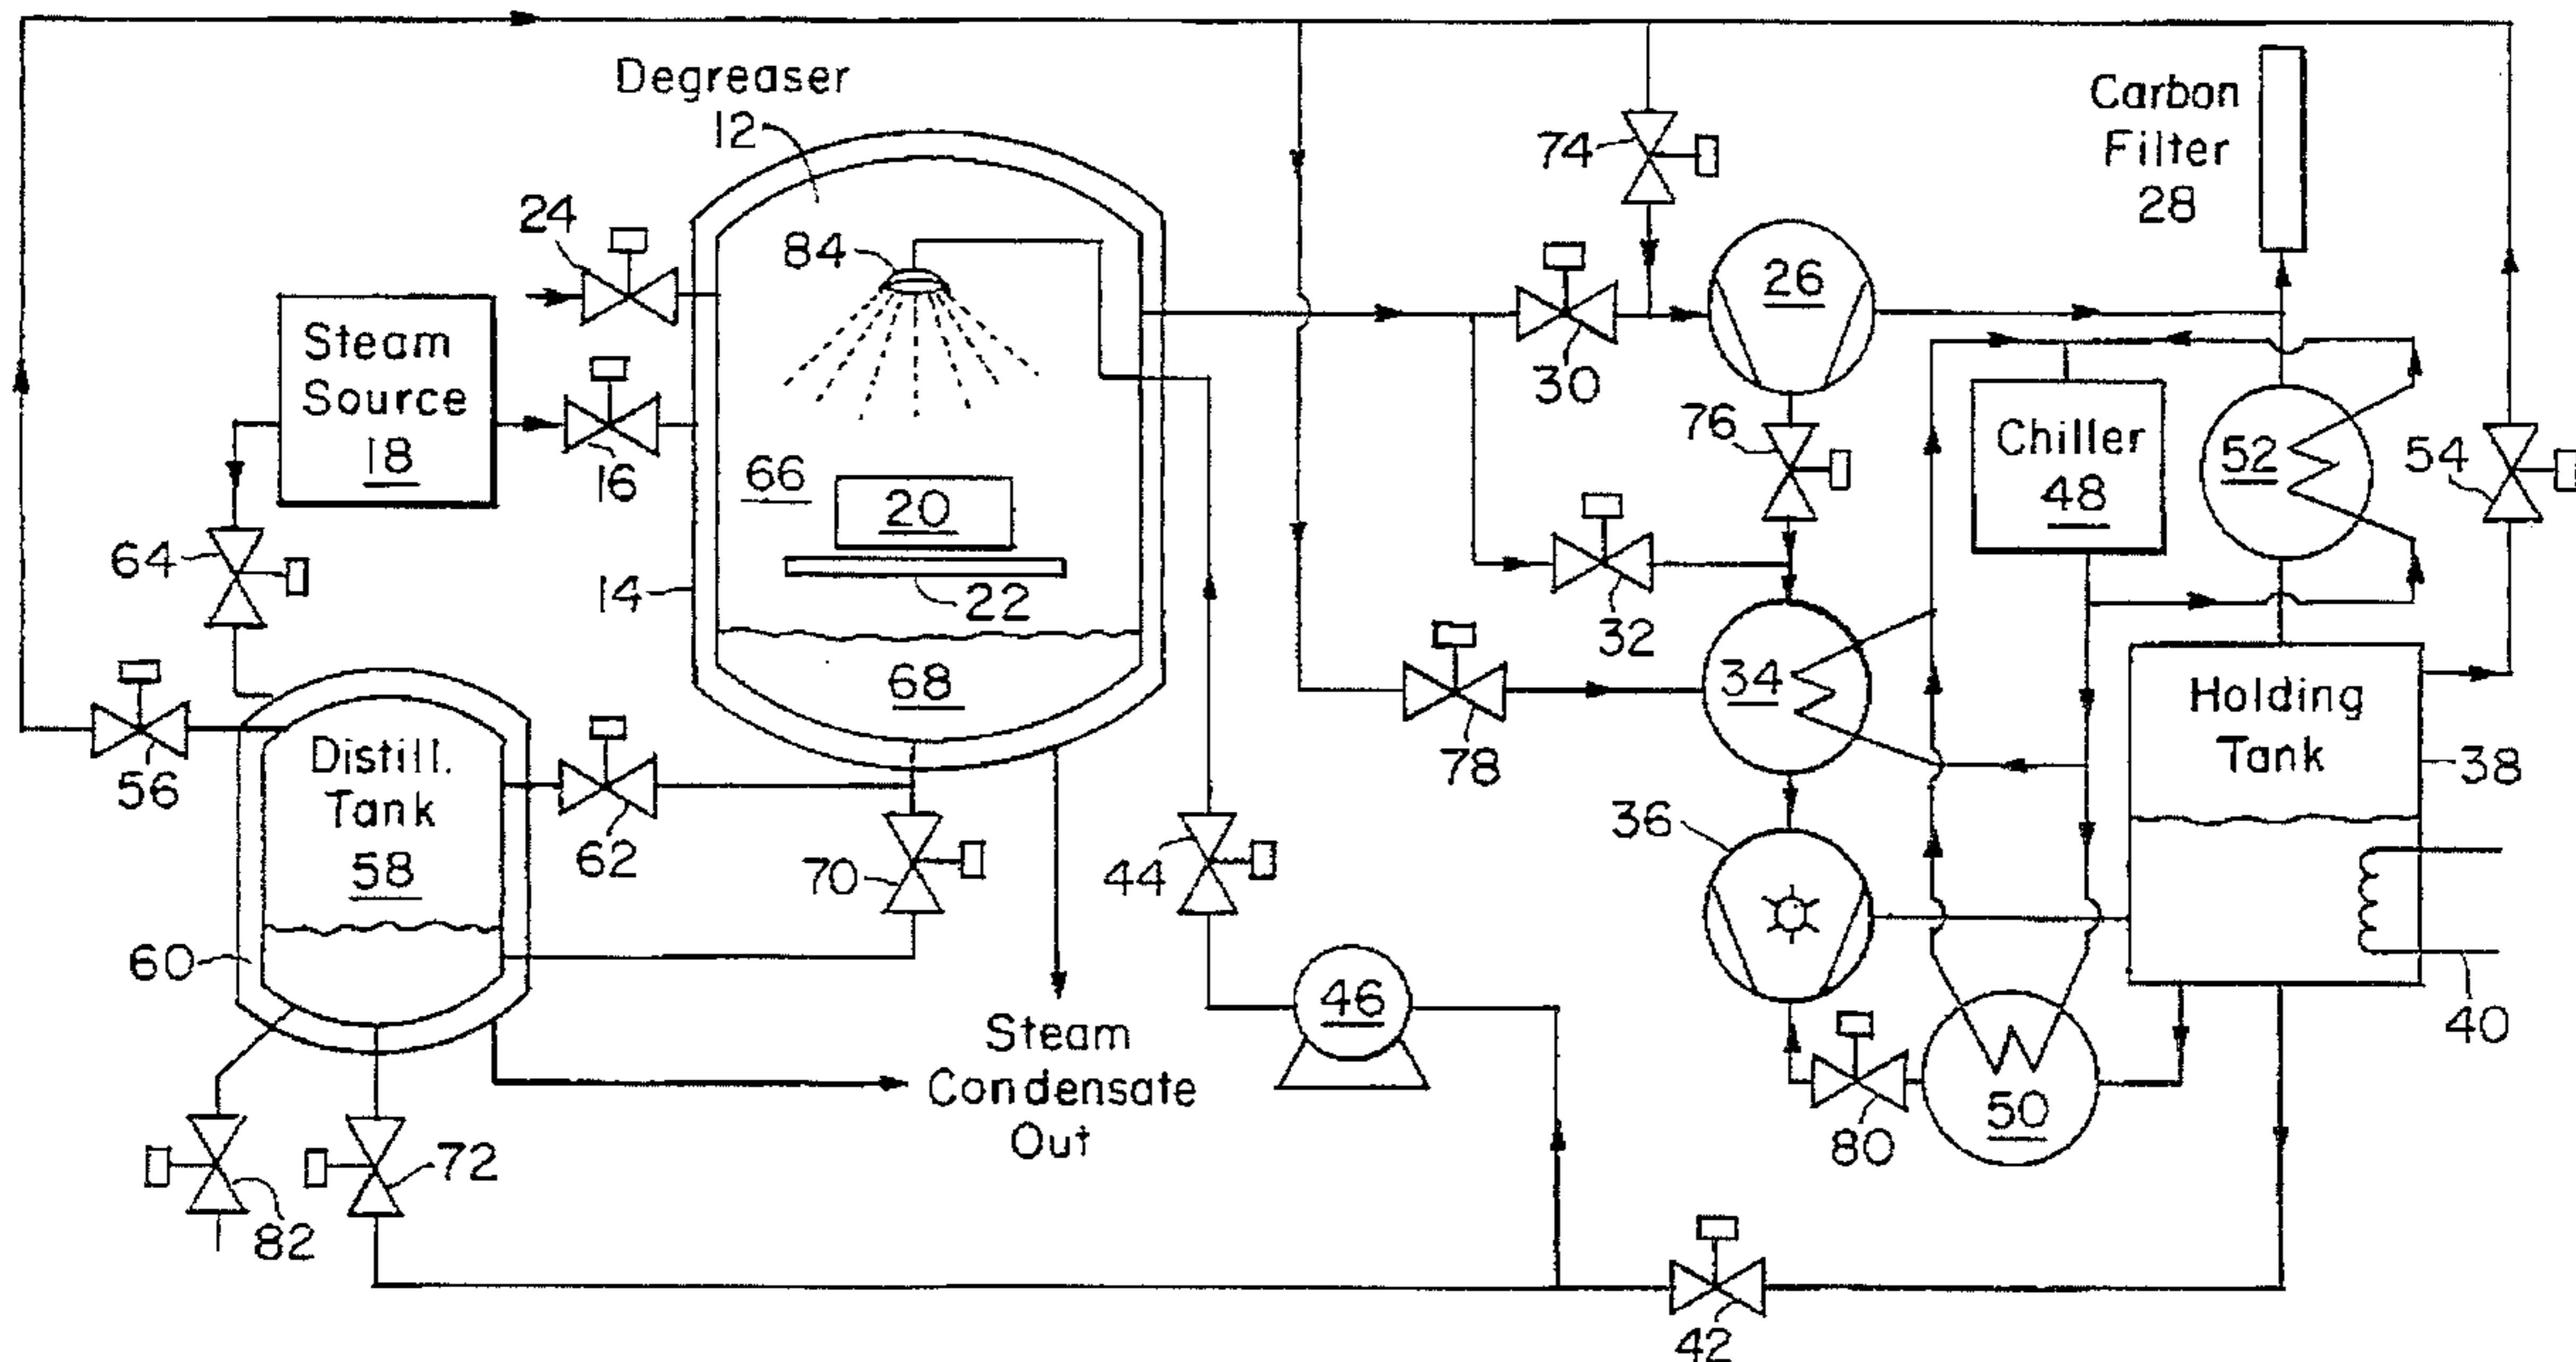 Degreaser
12
Carbon
Filter
28
74
24
84
26
Steam
Source
18
30
16
66
76
Chiller
48
52
54
20
64
14
22
32
68
34
Holding
Tank
38
56
Distill.
Tank
58
62
78
36
70
44
60
46
40
Steam
Condensate
Out
50
80
72
82
42